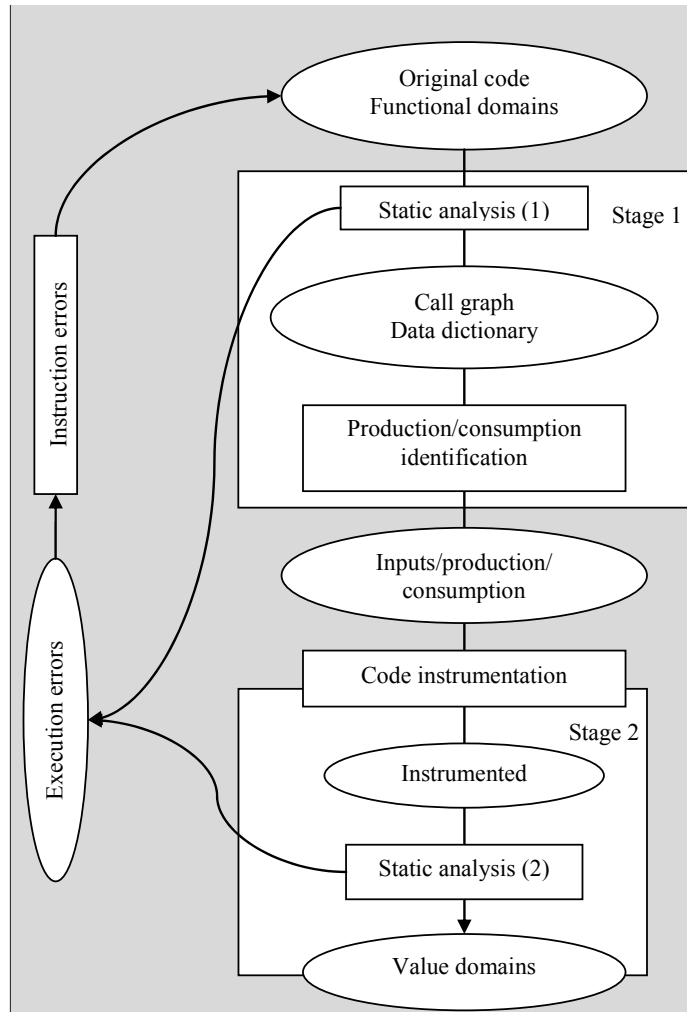 Original code
Functional domains
Static analysis (1)
Stage 1
Call graph
Data dictionary
Instruction errors
Production/consumption
identification
Inputs/production/
consumption
Code instrumentation
Stage 2
Execution errors
Instrumented
Static analysis (2)
Value domains